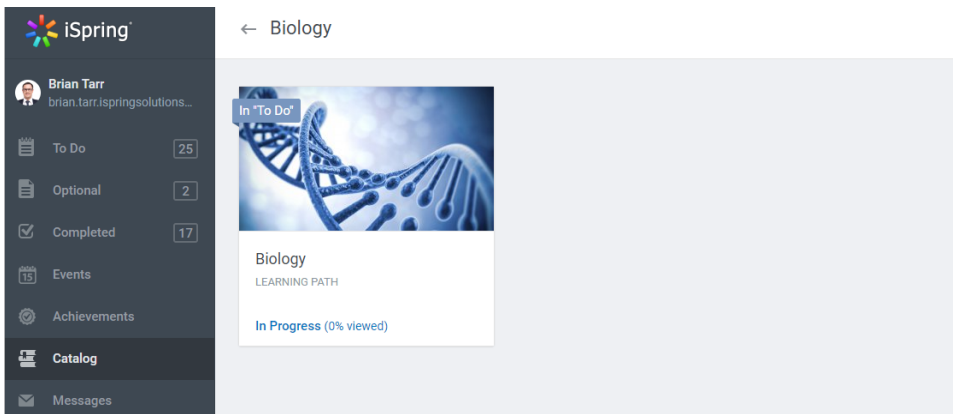 iSpring
← Biology
Brian Tarr
brian.tarr.ispringsolutions...
To Do 25
Optional 2
Completed 17
15 Events
Achievements
Catalog
Messages
In "To Do"
Biology
LEARNING PATH
In Progress (0% viewed)